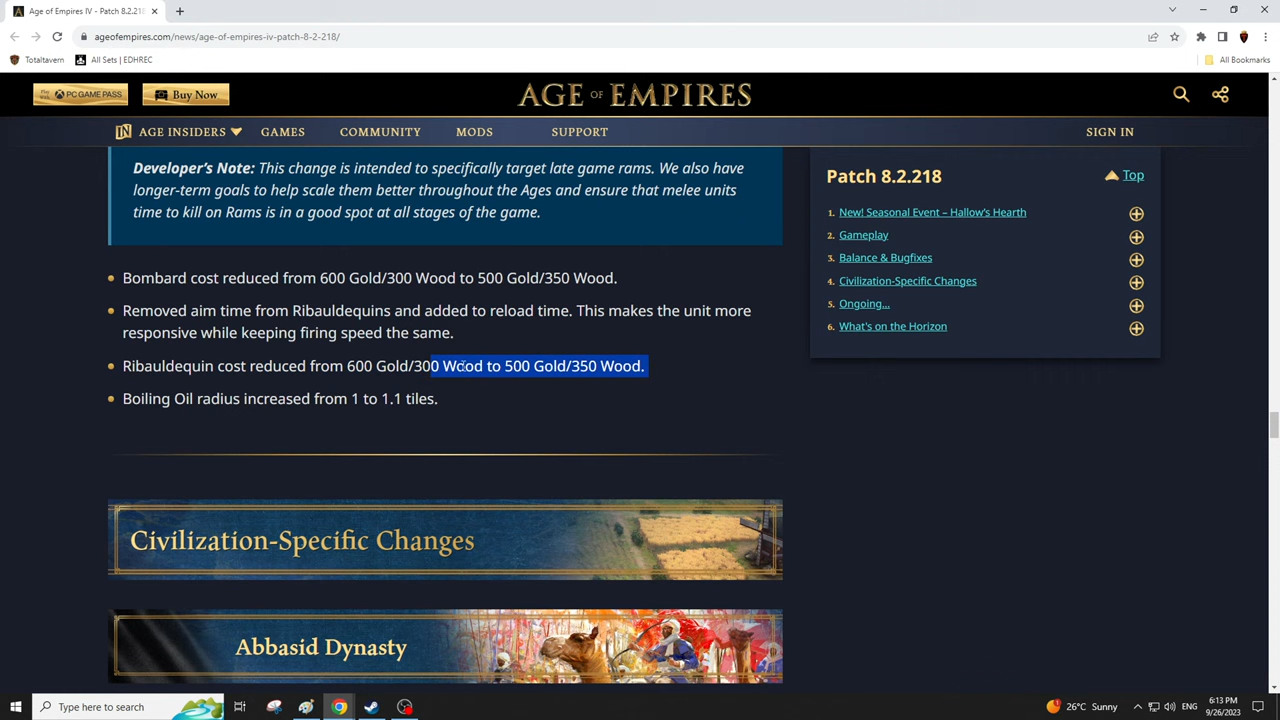 Age of Empires IV - Patch 8.2.218
ageofempires.com/news/age-of-empires-iv-patch-8-2-218/
Totaltavern
All Sets | EDHREC
All Bookmarks
PC GAME PASS
Buy Now
AGE OF EMPIRES
AGE INSIDERS
GAMES
COMMUNITY
MODS
SUPPORT
SIGN IN
Developer's Note: This change is intended to specifically target late game rams. We also have
longer-term goals to help scale them better throughout the Ages and ensure that melee units
time to kill on Rams is in a good spot at all stages of the game.
Bombard cost reduced from 600 Gold/300 Wood to 500 Gold/350 Wood.
Removed aim time from Ribauldequins and added to reload time. This makes the unit more
responsive while keeping firing speed the same.
Ribauldequin cost reduced from 600 Gold/300 Wood to 500 Gold/350 Wood.
Boiling Oil radius increased from 1 to 1.1 tiles.
Civilization-Specific Changes
Abbasid Dynasty
Patch 8.2.218
Top
1. New! Seasonal Event – Hallow's Hearth
2. Gameplay
3. Balance & Bugfixes
4. Civilization-Specific Changes
5. Ongoing...
6. What's on the Horizon
Type here to search
26°C Sunny
ENG
6:13 PM
9/26/2023